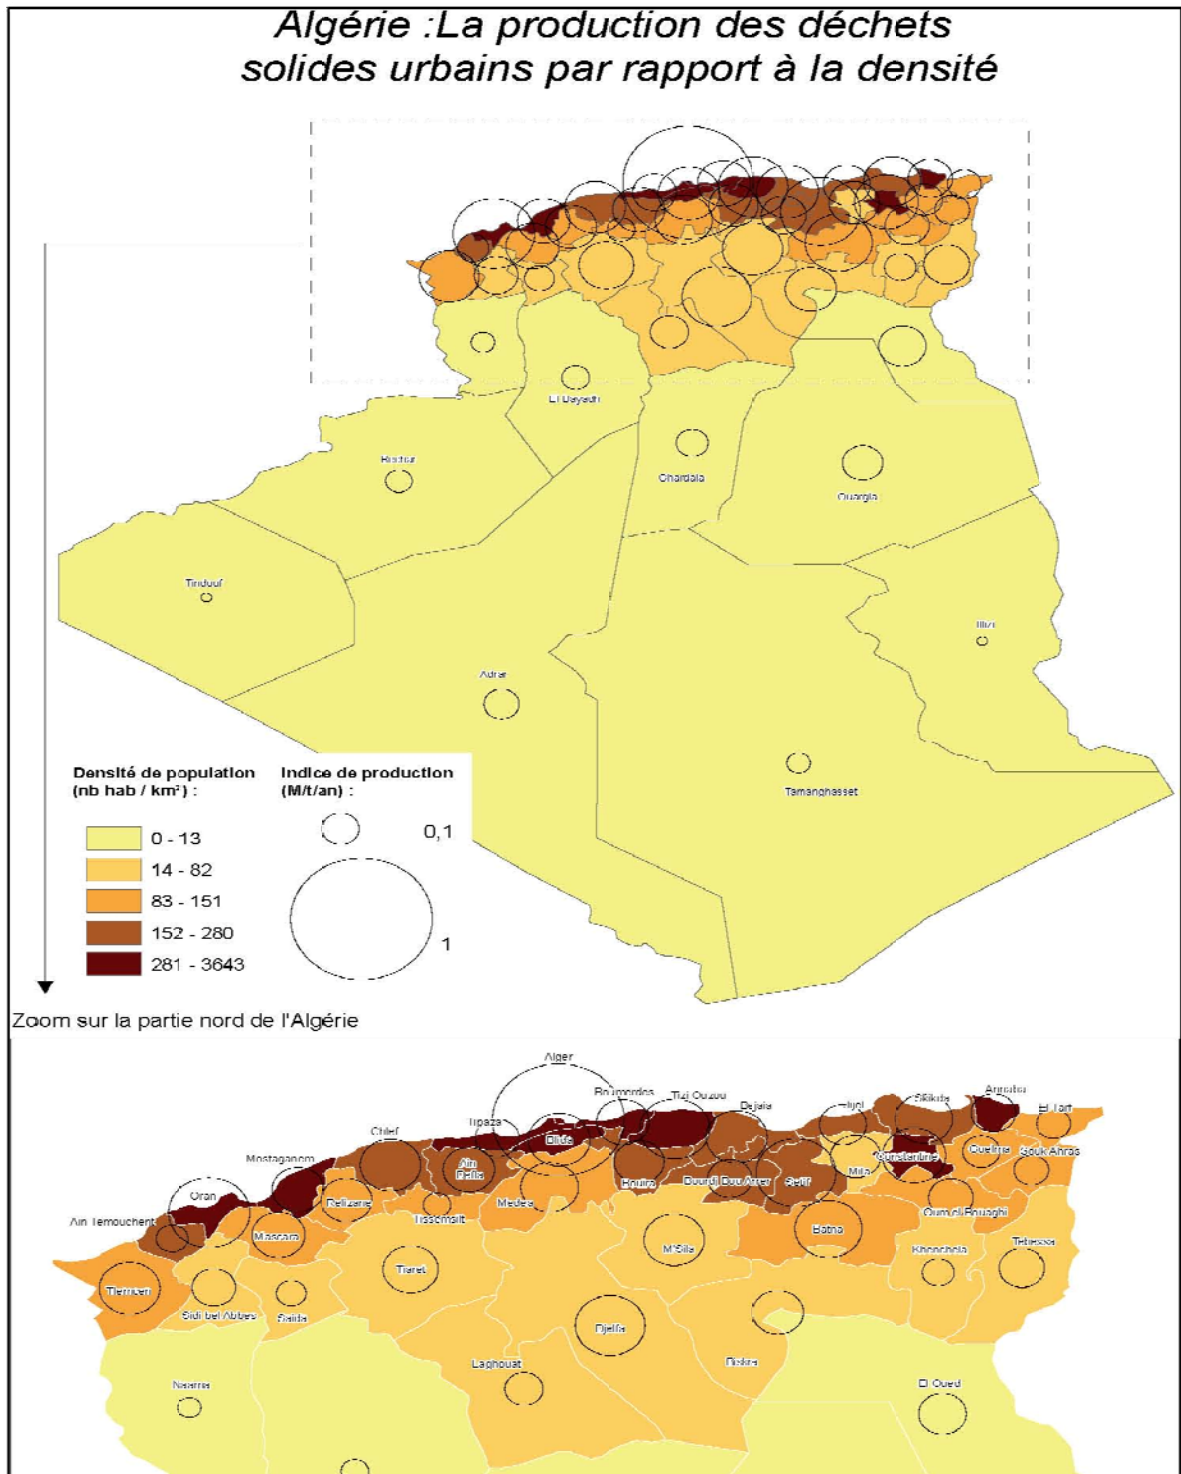 Algérie :La production des déchets
solides urbains par rapport à la densité
El Bayadh
Bechar
Ghardaia
Ouargla
Tindouf
Illizi
Adrar
Tamanghasset
Densité de population
(nb hab / km²) :
Indice de production
(M/t/an) :
0 - 13
14 - 82
83 - 151
152 - 280
281 - 3643
0,1
1
Zoom sur la partie nord de l'Algérie
Alger
Boumerdes
Tizi Ouzou
Bejaia
Jijel
Skikda
Annaba
El Tarf
Tipaza
Blida
Chlef
Ain
Defla
Constantine
Guelma
Souk Ahras
Mila
Mostaganem
Oran
Relizane
Medea
Bouira
Bourdj Bou Arrer
Setif
Tissemsilt
Oum el Bouaghi
Ain Temouchent
Mascara
Batna
M'Sila
Khenchela
Tebessa
Tiaret
Tlemcen
Sidi bel Abbes
Saida
Djelfa
Laghouat
Biskra
Naama
El Oued